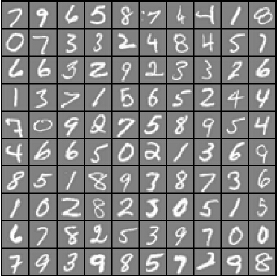 7 9 6 5 8 7 4 4 1 8
0 7 3 3 2 4 8 4 5 1
6 6 3 2 9 2 3 3 2 6
1 3 7 1 5 6 5 2 4 4
7 0 9 2 7 5 8 9 5 4
4 6 6 5 0 2 1 3 6 9
8 5 1 8 9 3 8 7 3 6
1 0 2 8 2 3 0 5 1 5
6 7 8 2 5 3 9 7 0 0
7 9 3 9 8 5 7 2 9 8